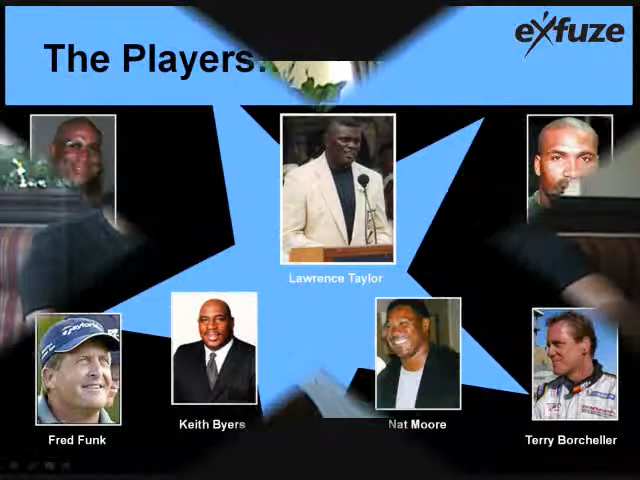 The Players:
eXfuze
Lawrence Taylor
Keith Byers
Nat Moore
Fred Funk
Terry Borcheller